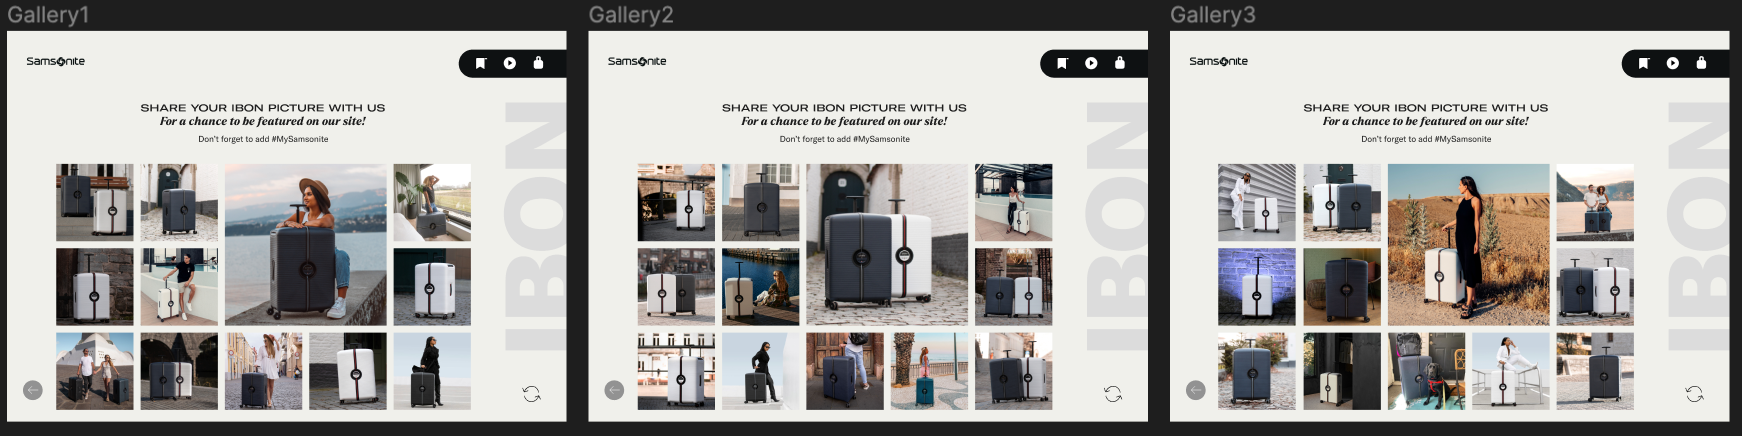 Gallery1
Samsonite
SHARE YOUR IBON PICTURE WITH US
For a chance to be featured on our site!
Don't forget to add #MySamsonite
IBON
Gallery2
Samsonite
SHARE YOUR IBON PICTURE WITH US
For a chance to be featured on our site!
Don't forget to add #MySamsonite
IBON
Gallery3
Samsonite
SHARE YOUR IBON PICTURE WITH US
For a chance to be featured on our site!
Don't forget to add #MySamsonite
IBON